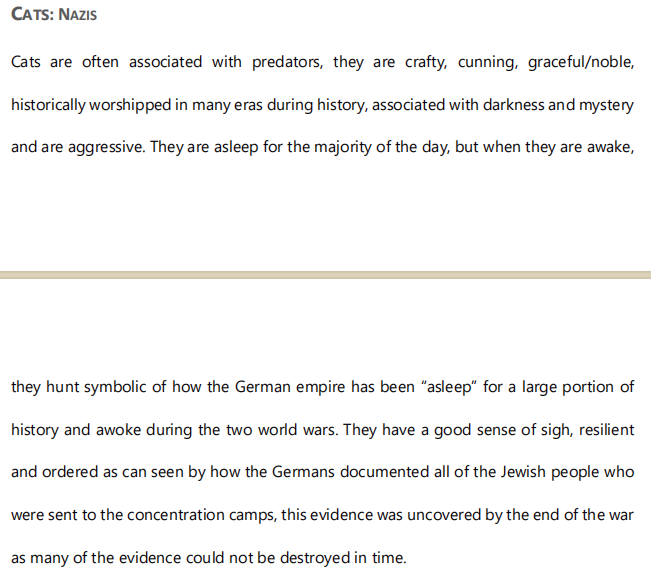 CATS: NAZIS
Cats are often associated with predators, they are crafty, cunning, graceful/noble,
historically worshipped in many eras during history, associated with darkness and mystery
and are aggressive. They are asleep for the majority of the day, but when they are awake,
they hunt symbolic of how the German empire has been “asleep” for a large portion of
history and awoke during the two world wars. They have a good sense of sigh, resilient
and ordered as can seen by how the Germans documented all of the Jewish people who
were sent to the concentration camps, this evidence was uncovered by the end of the war
as many of the evidence could not be destroyed in time.